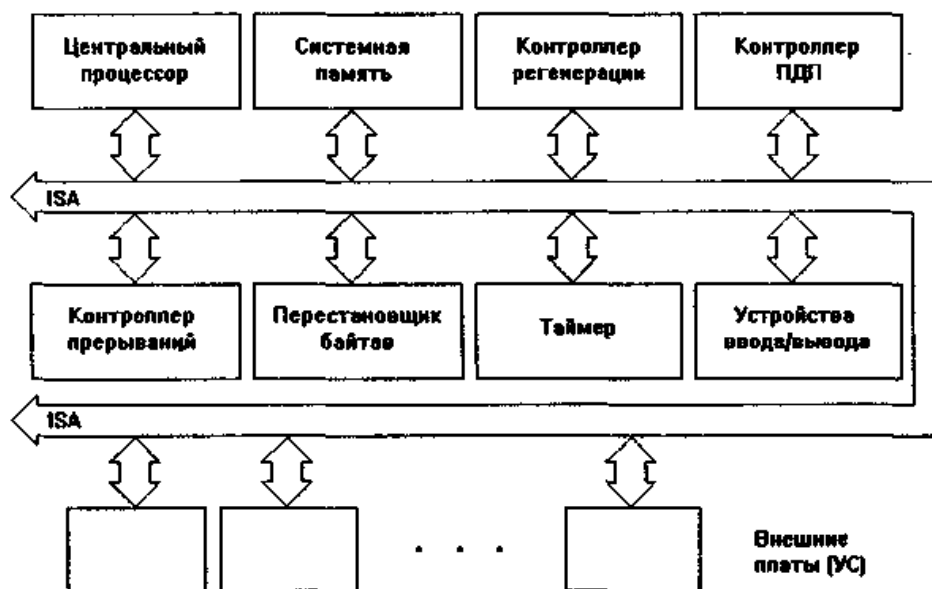 Центральный
процессор
Системная
память
Контроллер
регенерации
Контроллер
ПДП
ISA
Контроллер
прерываний
Перестановщик
байтов
Таймер
Устройства
ввода/вывода
ISA
. . .
Внешние
платы (УС)